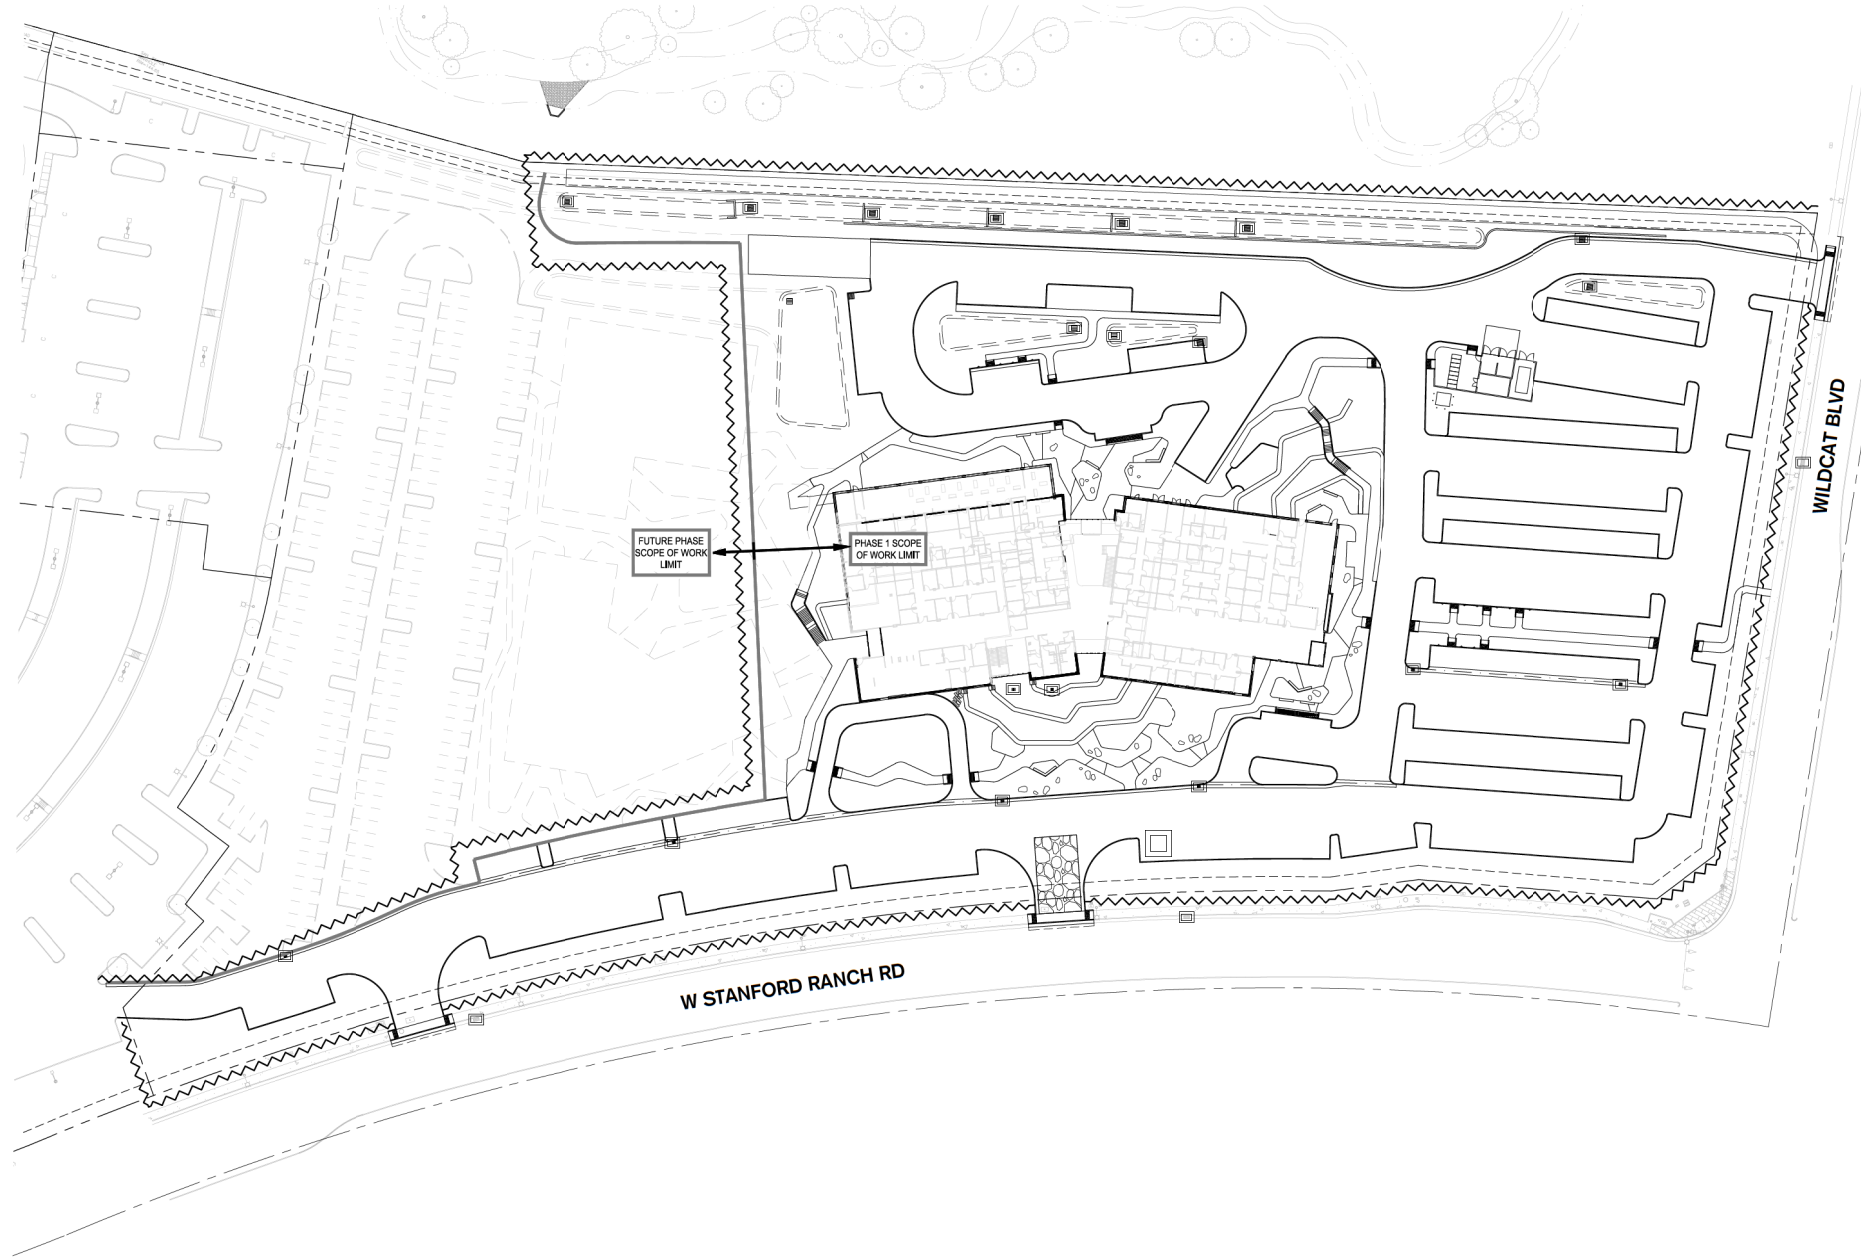 FUTURE PHASE
SCOPE OF WORK
LIMIT
PHASE 1 SCOPE
OF WORK LIMIT
WILDCAT BLVD
W STANFORD RANCH RD